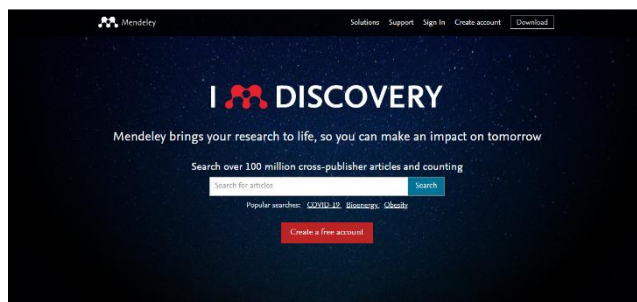 Mendeley
Solutions Support Sign In Create account Download
I DISCOVERY
Mendeley brings your research to life, so you can make an impact on tomorrow
Search over 100 million cross-publisher articles and counting
Search for articles Search
Popular searches: COVID-19, Bioenergy, Obesity
Create a free account